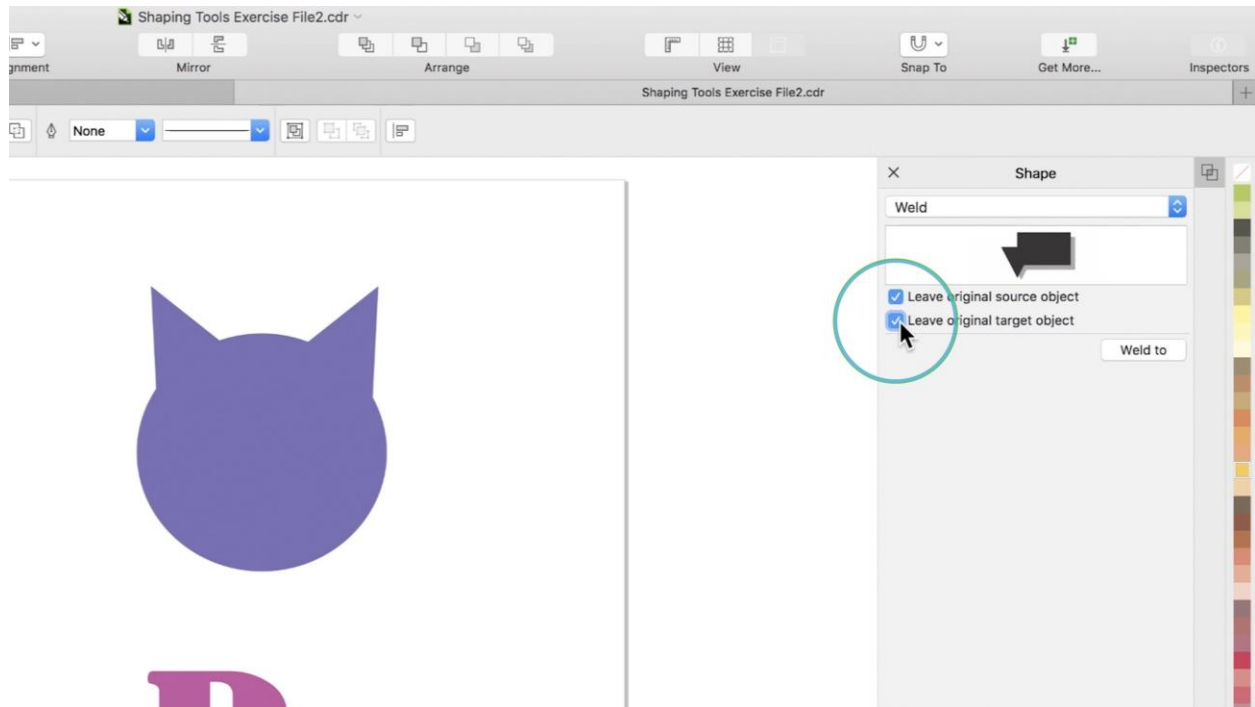 Shaping Tools Exercise File2.cdr
gnment Mirror Arrange View Snap To Get More... Inspectors
Shaping Tools Exercise File2.cdr
None
Shape
Weld
Leave original source object
Leave original target object
Weld to